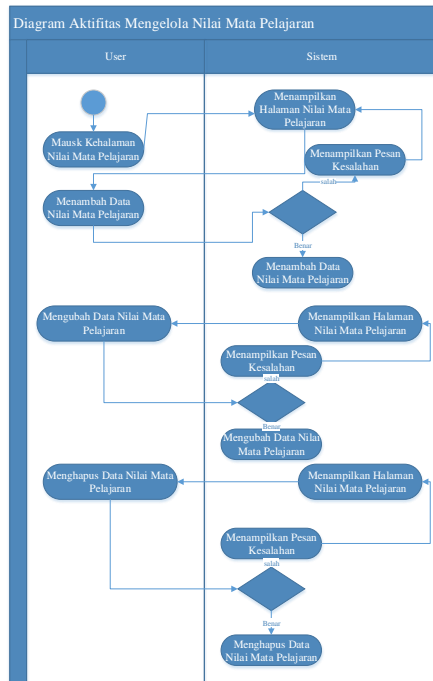 Diagram Aktifitas Mengelola Nilai Mata Pelajaran
User
Sistem
Menampilkan
Halaman Nilai Mata
Pelajaran
Mausk Kehalaman
Nilai Mata Pelajaran
Menampilkan Pesan
Kesalahan
salah
Menambah Data
Nilai Mata Pelajaran
Benar
Menambah Data
Nilai Mata Pelajaran
Mengubah Data Nilai Mata
Pelajaran
Menampilkan Halaman
Nilai Mata Pelajaran
Menampilkan Pesan
Kesalahan
salah
Benar
Mengubah Data Nilai
Mata Pelajaran
Menghapus Data Nilai Mata
Pelajaran
Menampilkan Halaman
Nilai Mata Pelajaran
Menampilkan Pesan
Kesalahan
salah
Benar
Menghapus Data
Nilai Mata Pelajaran